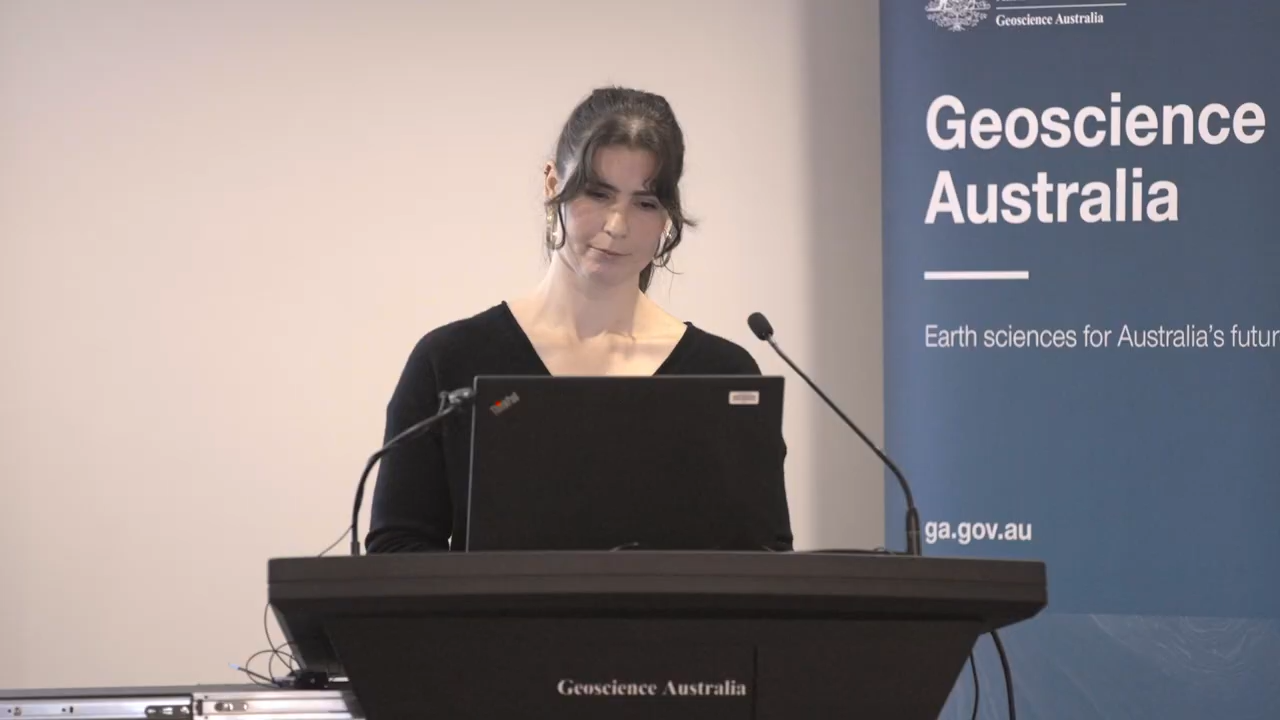 Geoscience Australia
Geoscience
Australia
Earth sciences for Australia's futur
ga.gov.au
ThinkPad
Geoscience Australia